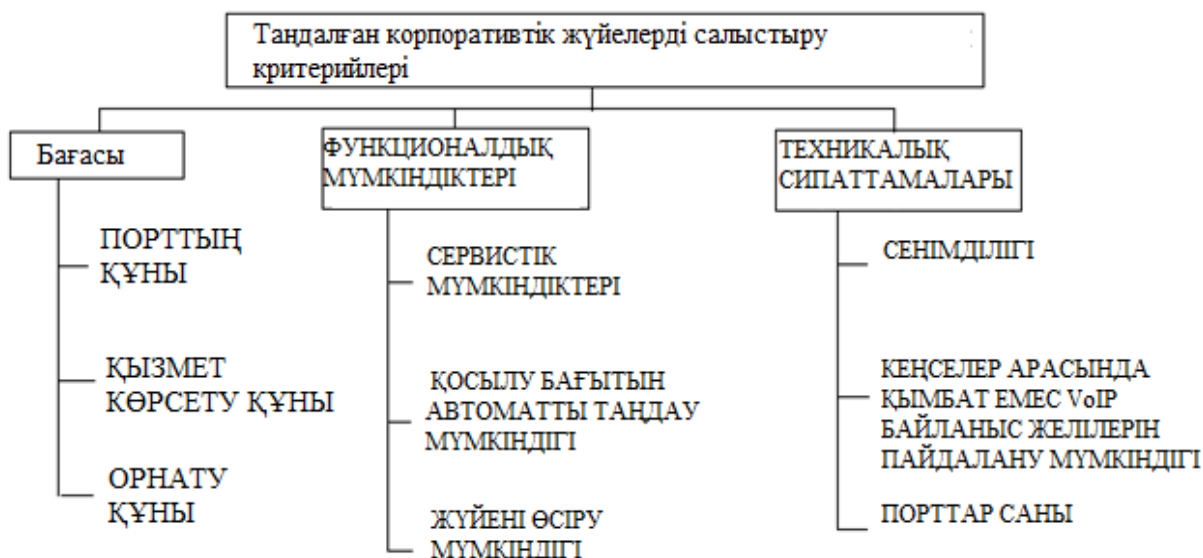 Таңдалған корпоративтік жүйелерді салыстыру
критерийлері
Бағасы
ПОРТТЫҢ
ҚҰНЫ
ҚЫЗМЕТ
КӨРСЕТУ ҚҰНЫ
ОРНАТУ
ҚҰНЫ
ФУНКЦИОНАЛДЫҚ
МҮМКІНДІКТЕРІ
СЕРВИСТІК
МҮМКІНДІКТЕРІ
ҚОСЫЛУ БАҒЫТЫН
АВТОМАТТЫ ТАҢДАУ
МҮМКІНДІГІ
ЖҮЙЕНІ ӨСІРУ
МҮМКІНДІГІ
ТЕХНИКАЛЫҚ
СИПАТТАМАЛАРЫ
СЕНІМДІЛІГІ
КЕҢСЕЛЕР АРАСЫНДА
ҚЫМБАТ ЕМЕС VoIP
БАЙЛАНЫС ЖЕЛІЛЕРІН
ПАЙДАЛАНУ МҮМКІНДІГІ
ПОРТТАР САНЫ